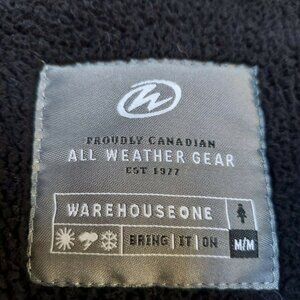 PROUDLY CANADIAN
ALL WEATHER GEAR
EST 1977
WAREHOUSEONE
BRING IT ON M/M